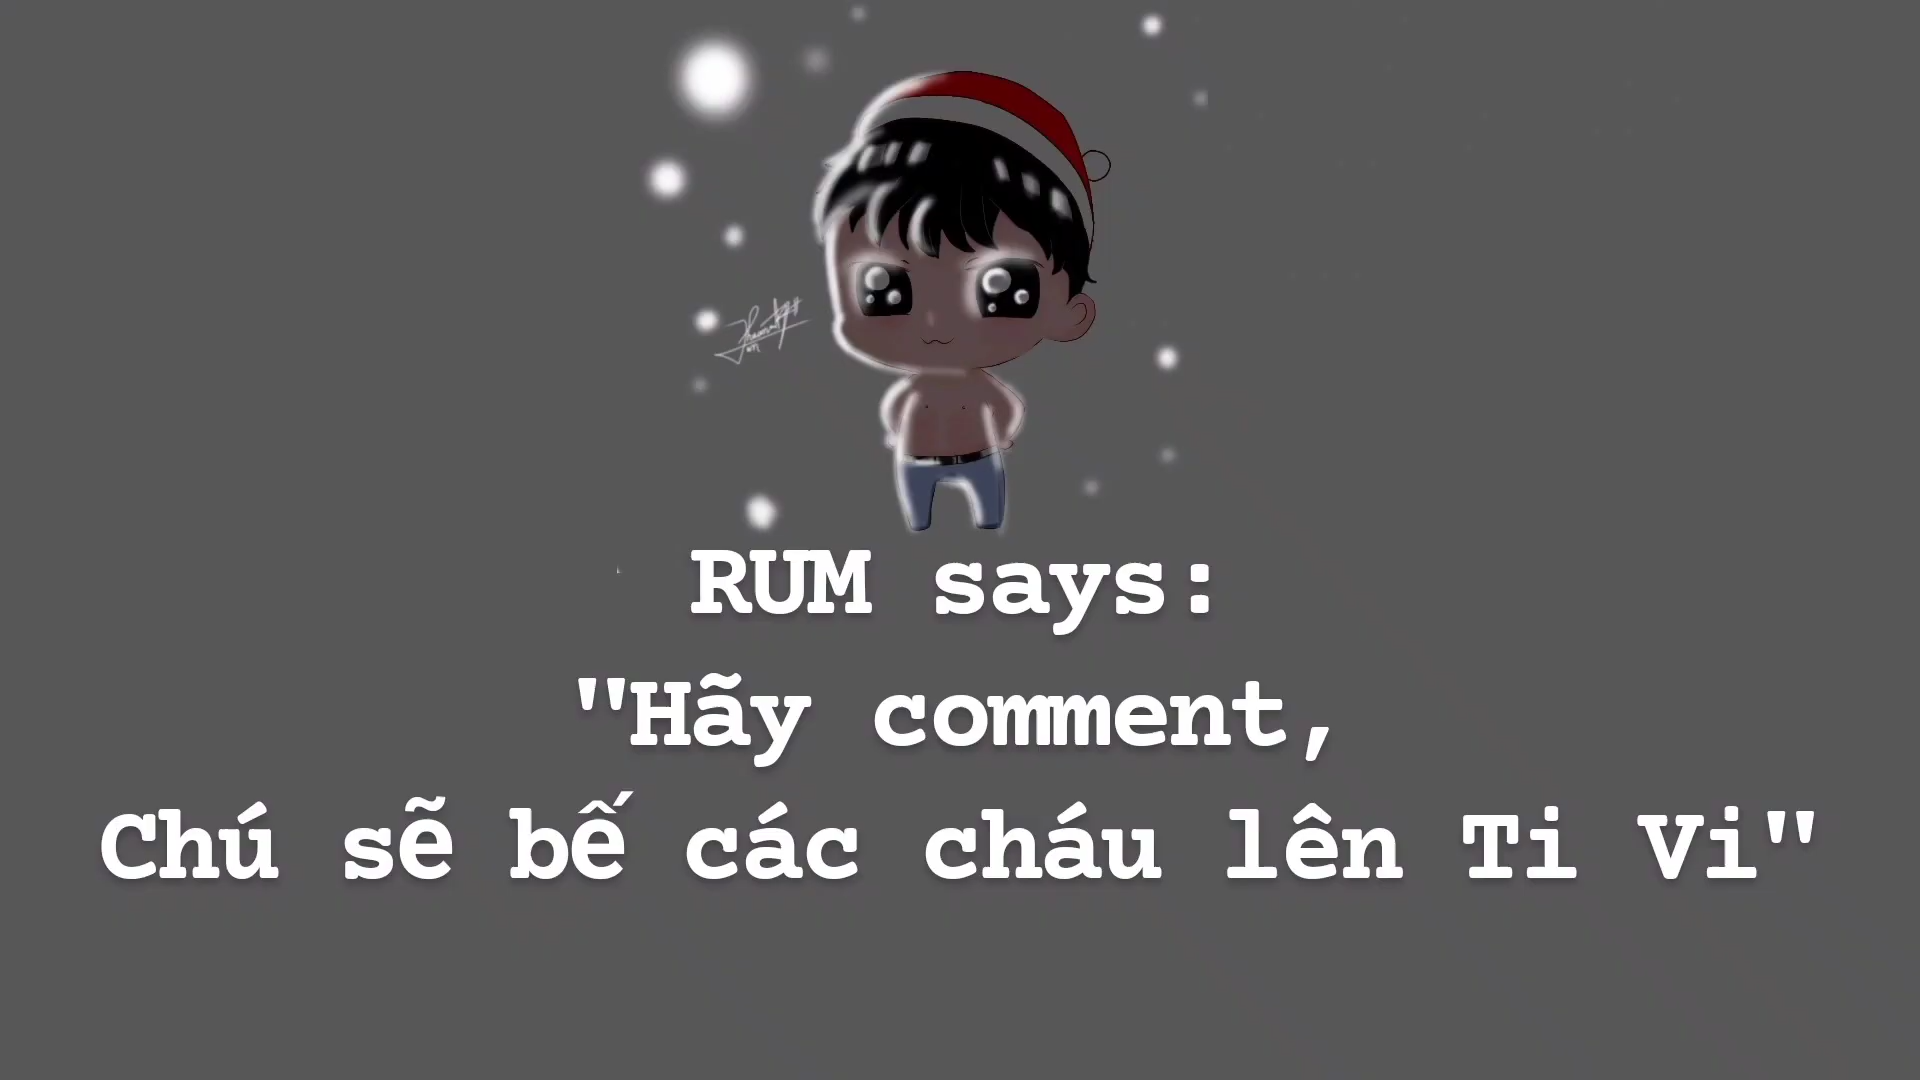 RUM says:
"Hãy comment,
Chú sẽ bế các cháu lên Ti Vi"